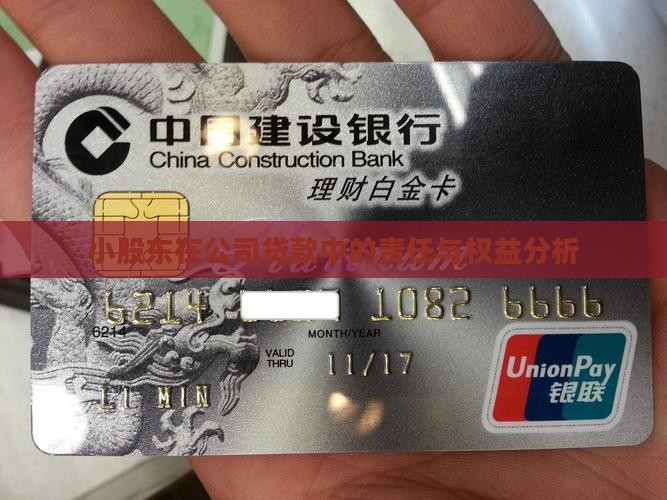 中国建设银行
China Construction Bank
理财白金卡
小股东在公司贷款中的责任与权益分析
6214 1082 6666
6214
MONTH/YEAR
VALID
THRU 11/17
LI MIN
UnionPay
银联